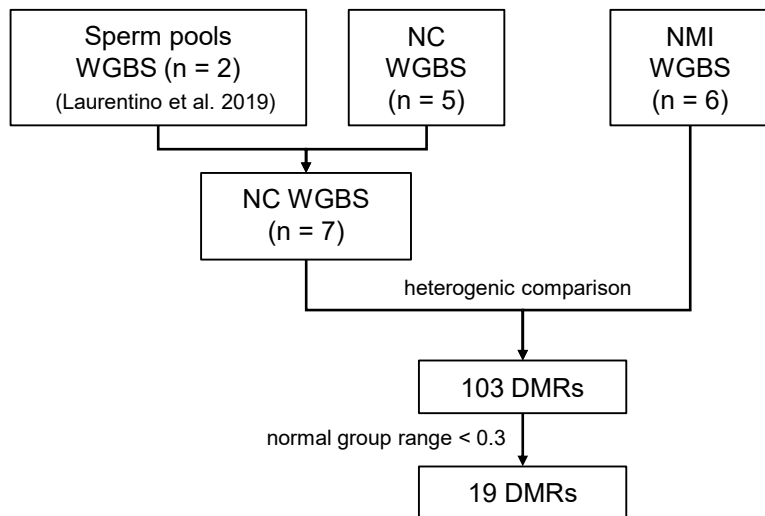 Sperm pools
WGBS (n = 2)
(Laurentino et al. 2019)
NC
WGBS
(n = 5)
NMI
WGBS
(n = 6)
NC WGBS
(n = 7)
heterogenic comparison
103 DMRs
normal group range < 0.3
19 DMRs